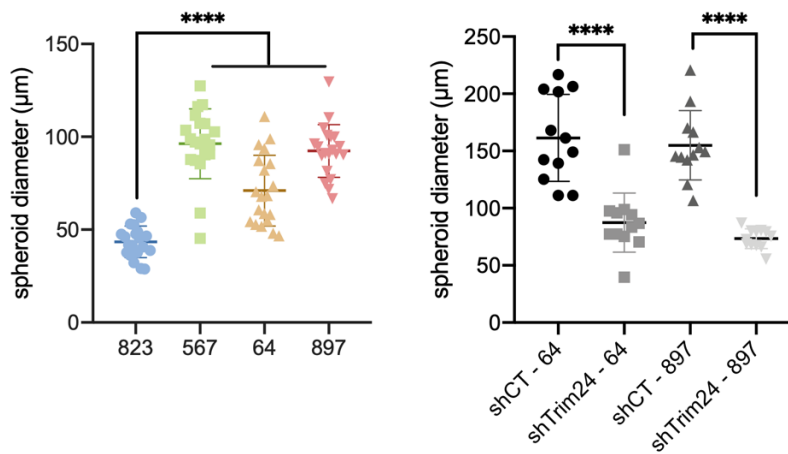 ****
spheroid diameter (μm)
150
100
50
0
823 567 64 897
**** ****
spheroid diameter (μm)
250
200
150
100
50
0
shCT - 64
shTrim24 - 64
shCT - 897
shTrim24 - 897